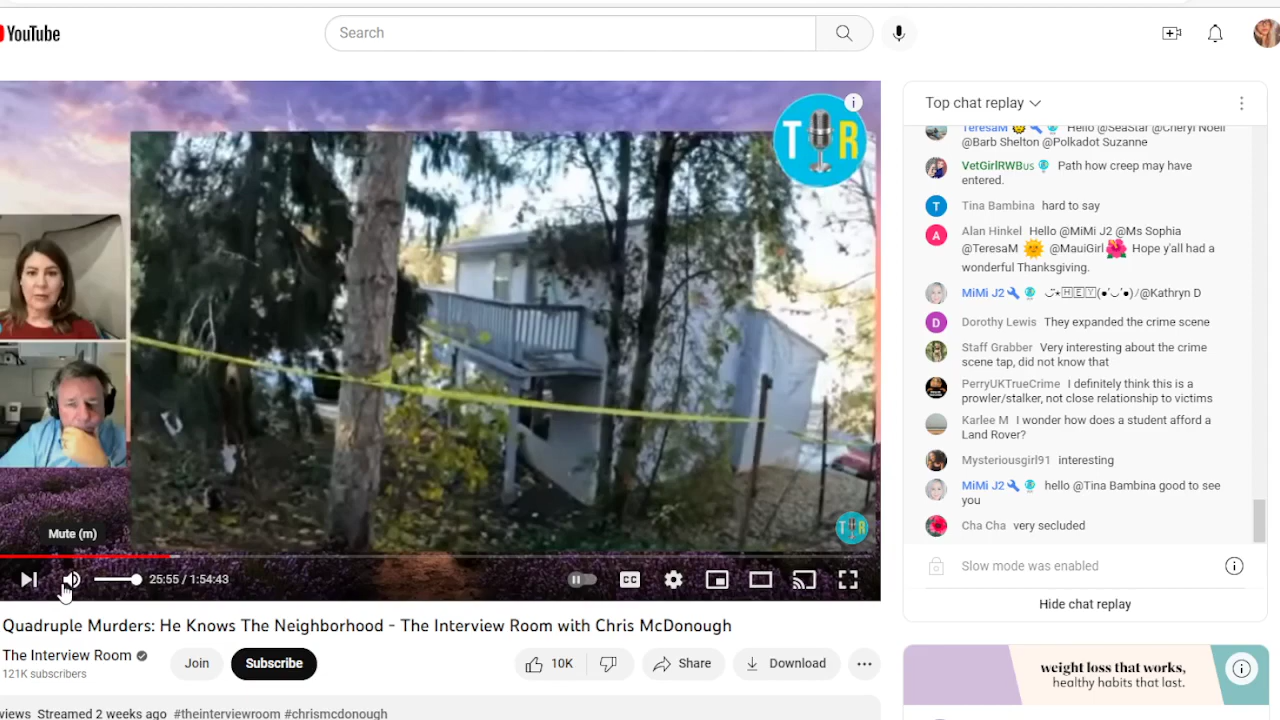 YouTube
Search
T R
Top chat replay
TeresaM Hello @SeaStar @Cheryl Noell
@Barb Shelton @Polkadot Suzanne
VetGirlRWBUS Path how creep may have
entered.
Tina Bambina hard to say
A
Alan Hinkel Hello @MiMi J2 @Ms Sophia
@TeresaM @MauiGirl Hope y'all had a
wonderful Thanksgiving.
MiMi J2 🄷🄴🅈 @Kathryn D
D
Dorothy Lewis They expanded the crime scene
Staff Grabber Very interesting about the crime
scene tap, did not know that
PerryUKTrueCrime I definitely think this is a
prowler/stalker, not close relationship to victims
Karlee M I wonder how does a student afford a
Land Rover?
Mysteriousgirl91 interesting
MiMi J2 hello @Tina Bambina good to see
you
Cha Cha very secluded
Slow mode was enabled
Hide chat replay
T R
Mute (m)
25:55 / 1:54:43
CC
Quadruple Murders: He Knows The Neighborhood - The Interview Room with Chris McDonough
The Interview Room
121K subscribers
Join
Subscribe
10K
Share
Download
views Streamed 2 weeks ago #theinterviewroom #chrismcdonough
weight loss that works,
healthy habits that last.